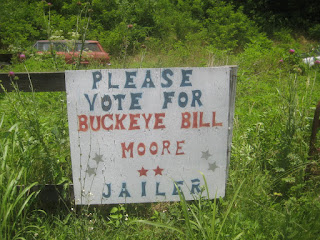 PLEASE
VOTE FOR
BUCKEYE BILL
MOORE
JAILER